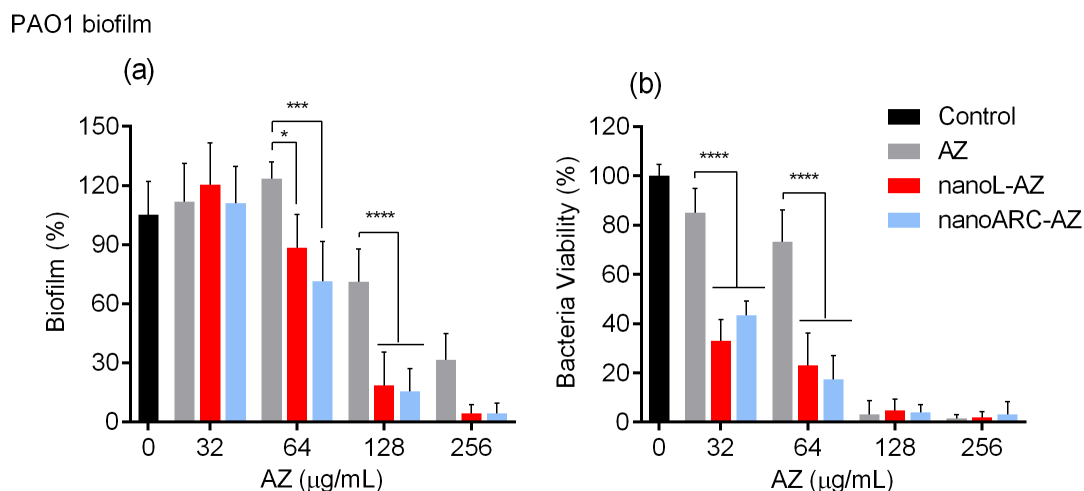 PAO1 biofilm
(a)
Biofilm (%)
150
120
90
60
30
0
***
*
****
0 32 64 128 256
AZ (μg/mL)
(b)
Bacteria Viability (%)
120
100
80
60
40
20
0
****
****
0 32 64 128 256
AZ (μg/mL)
Control
AZ
nanoL-AZ
nanoARC-AZ